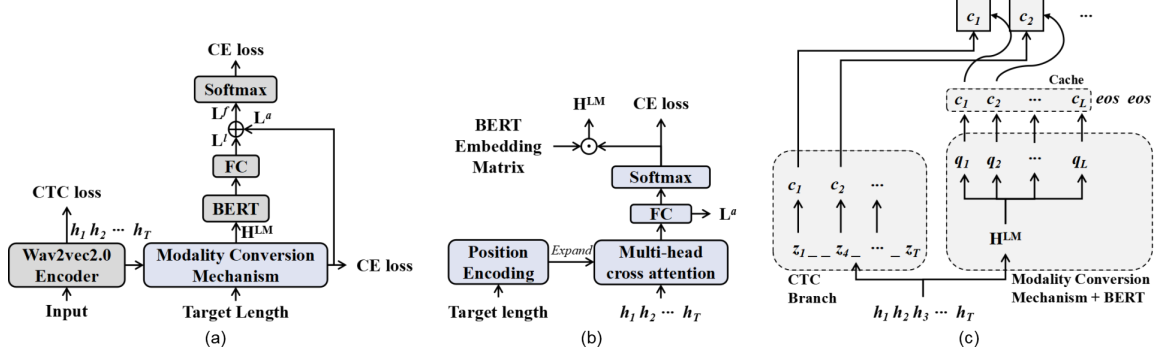 CE loss
Softmax
L^f
L^a
L^l
FC
BERT
H^LM
CTC loss
h_1 h_2 ... h_T
Wav2vec2.0
Encoder
Modality Conversion
Mechanism
CE loss
Input
Target Length
(a)
H^LM
CE loss
BERT
Embedding
Matrix
Softmax
FC
L^a
Position
Encoding
Expand
Multi-head
cross attention
Target length
h_1 h_2 ... h_T
(b)
c_1 c_2 ...
Cache
c_1 c_2 ... c_L eos eos
q_1 q_2 ... q_L
c_1 c_2 ...
H^LM
z_1 _ _ z_4 _ ... _ z_T
CTC
Branch
Modality Conversion
Mechanism + BERT
h_1 h_2 h_3 ... h_T
(c)